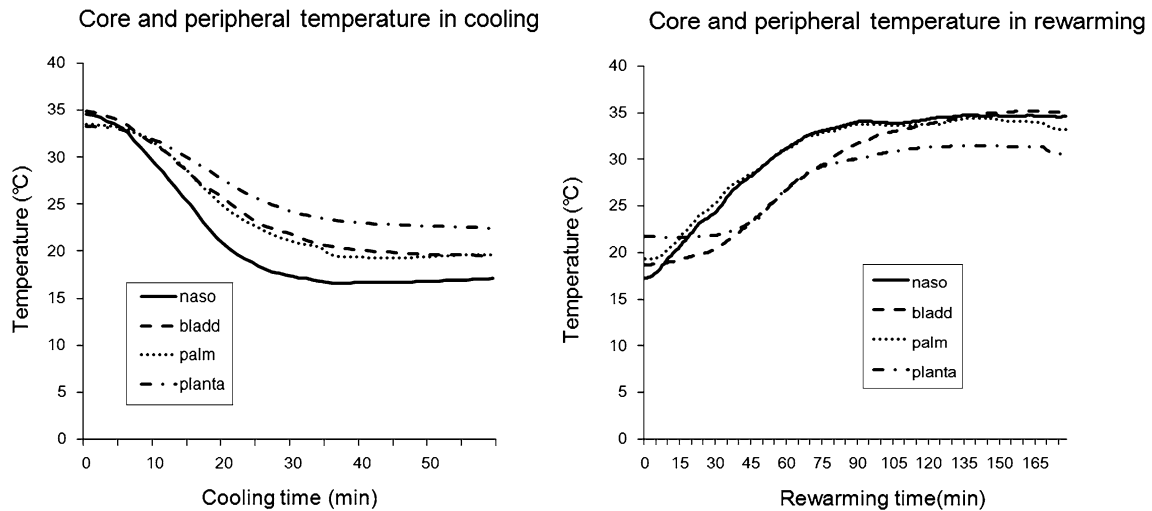 Core and peripheral temperature in cooling
40
35
30
25
20
15
10
5
0
Temperature (°C)
naso
bladd
palm
planta
0 10 20 30 40 50
Cooling time (min)
Core and peripheral temperature in rewarming
40
35
30
25
20
15
10
5
0
Temperature (°C)
naso
bladd
palm
planta
0 15 30 45 60 75 90 105 120 135 150 165
Rewarming time(min)